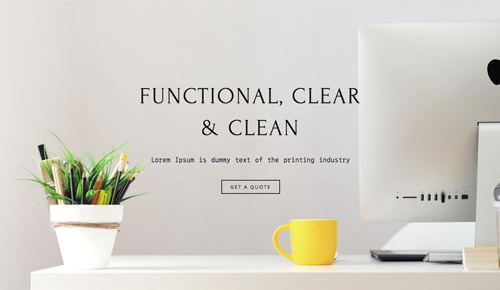 FUNCTIONAL, CLEAR
& CLEAN
Lorem Ipsum is dummy text of the printing industry
GET A QUOTE